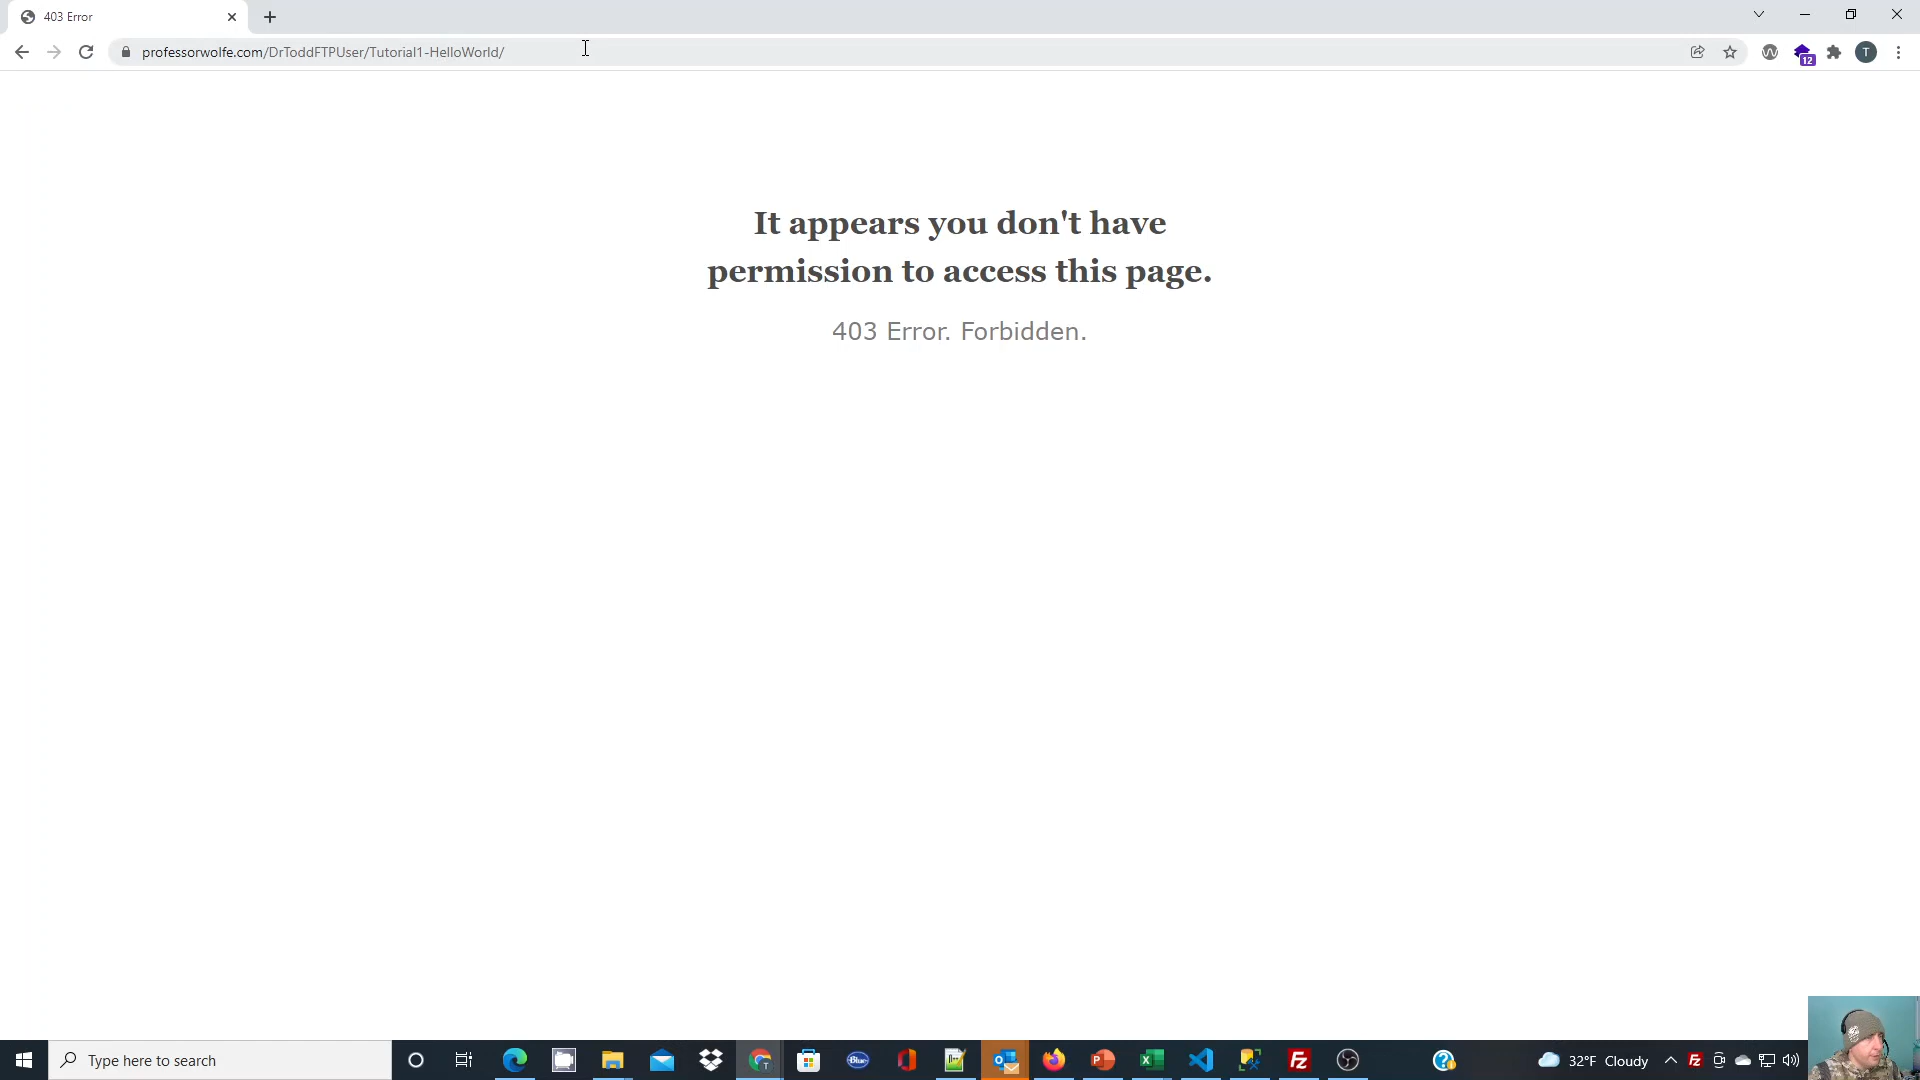 403 Error
professorwolfe.com/DrToddFTPUser/Tutorial1-HelloWorld/
12
T
It appears you don't have
permission to access this page.
403 Error. Forbidden.
Type here to search
32°F Cloudy